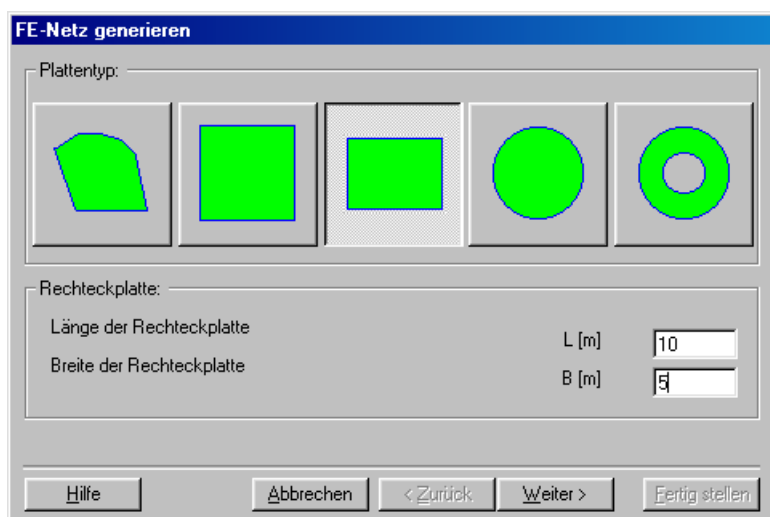 FE-Netz generieren
Plattentyp:
Rechteckplatte:
Länge der Rechteckplatte
L [m]
10
Breite der Rechteckplatte
B [m]
5
Hilfe
Abbrechen
< Zurück
Weiter >
Fertig stellen